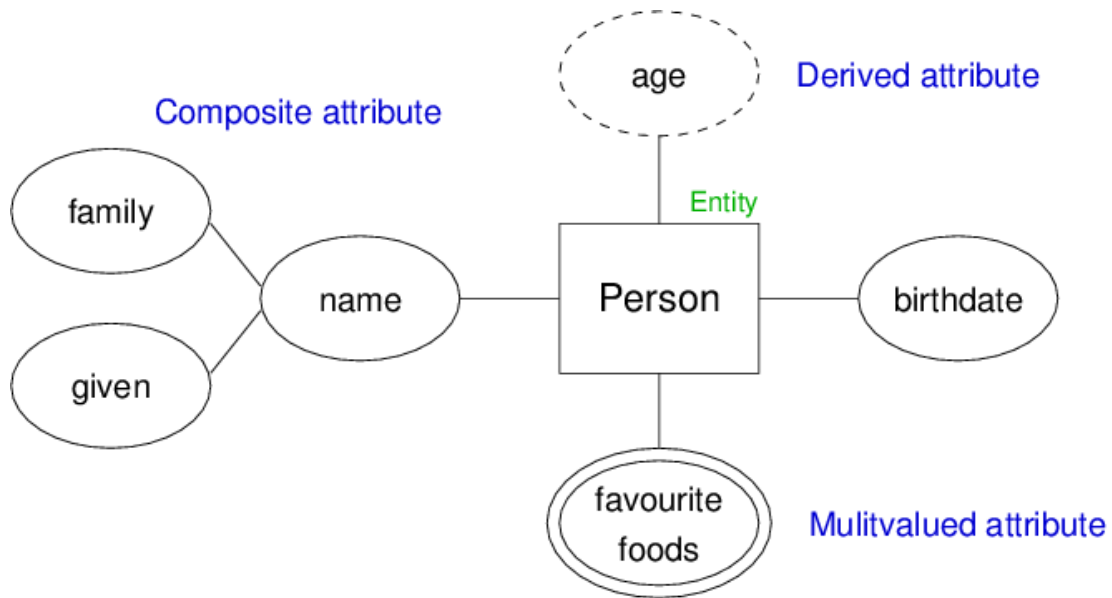 age
Derived attribute
Composite attribute
family
Entity
name
Person
birthdate
given
favourite
foods
Mulitvalued attribute